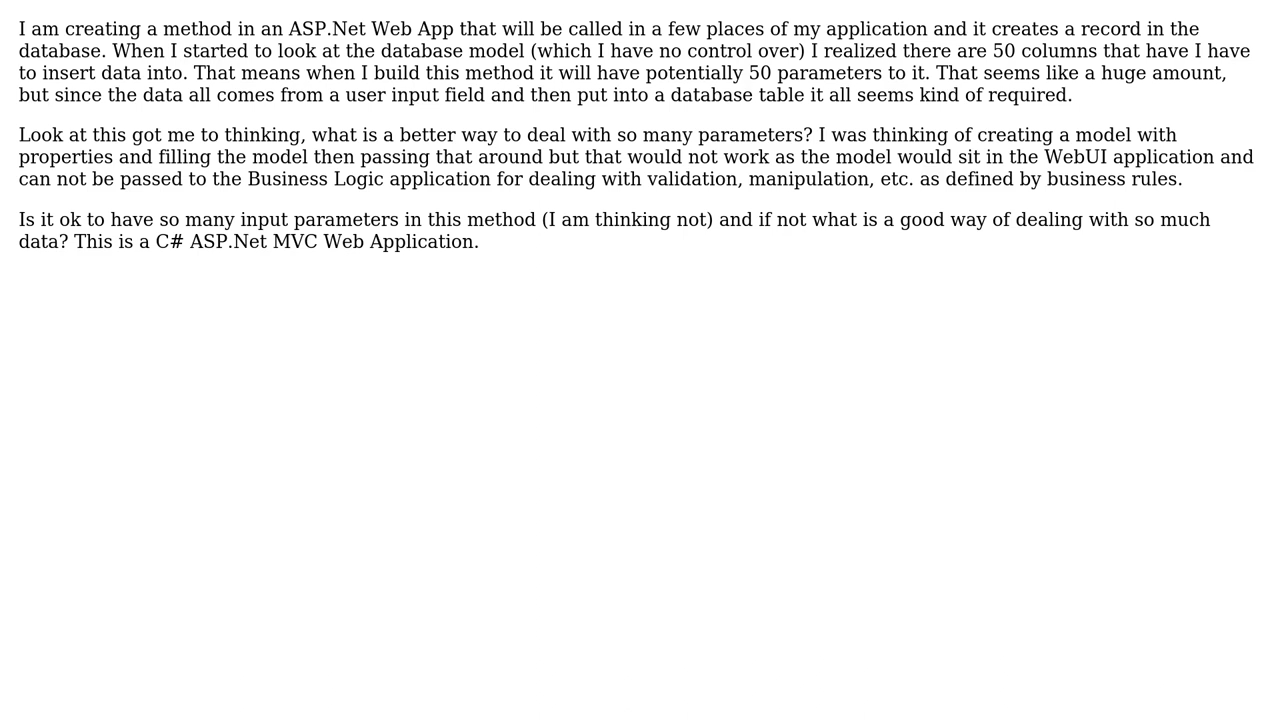 I am creating a method in an ASP.Net Web App that will be called in a few places of my application and it creates a record in the
database. When I started to look at the database model (which I have no control over) I realized there are 50 columns that have I have
to insert data into. That means when I build this method it will have potentially 50 parameters to it. That seems like a huge amount,
but since the data all comes from a user input field and then put into a database table it all seems kind of required.
Look at this got me to thinking, what is a better way to deal with so many parameters? I was thinking of creating a model with
properties and filling the model then passing that around but that would not work as the model would sit in the WebUI application and
can not be passed to the Business Logic application for dealing with validation, manipulation, etc. as defined by business rules.
Is it ok to have so many input parameters in this method (I am thinking not) and if not what is a good way of dealing with so much
data? This is a C# ASP.Net MVC Web Application.